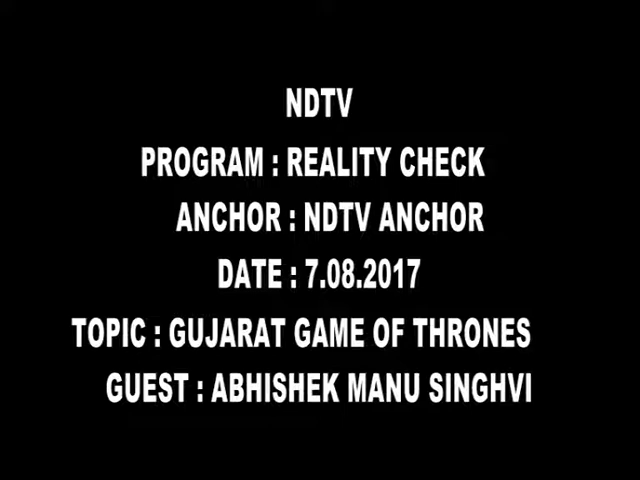 NDTV
PROGRAM : REALITY CHECK
ANCHOR : NDTV ANCHOR
DATE : 7.08.2017
TOPIC : GUJARAT GAME OF THRONES
GUEST : ABHISHEK MANU SINGHVI